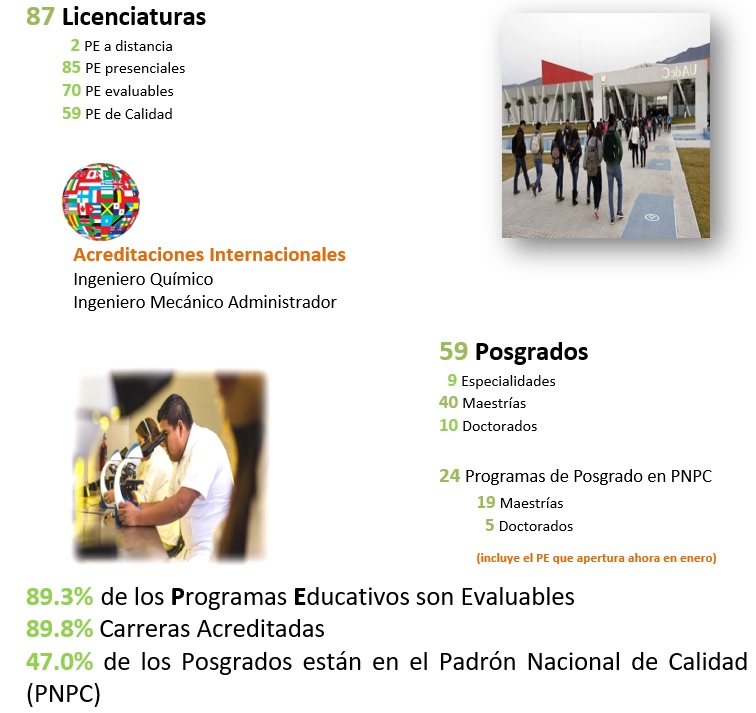 87 Licenciaturas
2 PE a distancia
85 PE presenciales
70 PE evaluables
59 PE de Calidad
UAdeC
Acreditaciones Internacionales
Ingeniero Químico
Ingeniero Mecánico Administrador
59 Posgrados
9 Especialidades
40 Maestrías
10 Doctorados
24 Programas de Posgrado en PNPC
19 Maestrías
5 Doctorados
(incluye el PE que apertura ahora en enero)
89.3% de los Programas Educativos son Evaluables
89.8% Carreras Acreditadas
47.0% de los Posgrados están en el Padrón Nacional de Calidad
(PNPC)